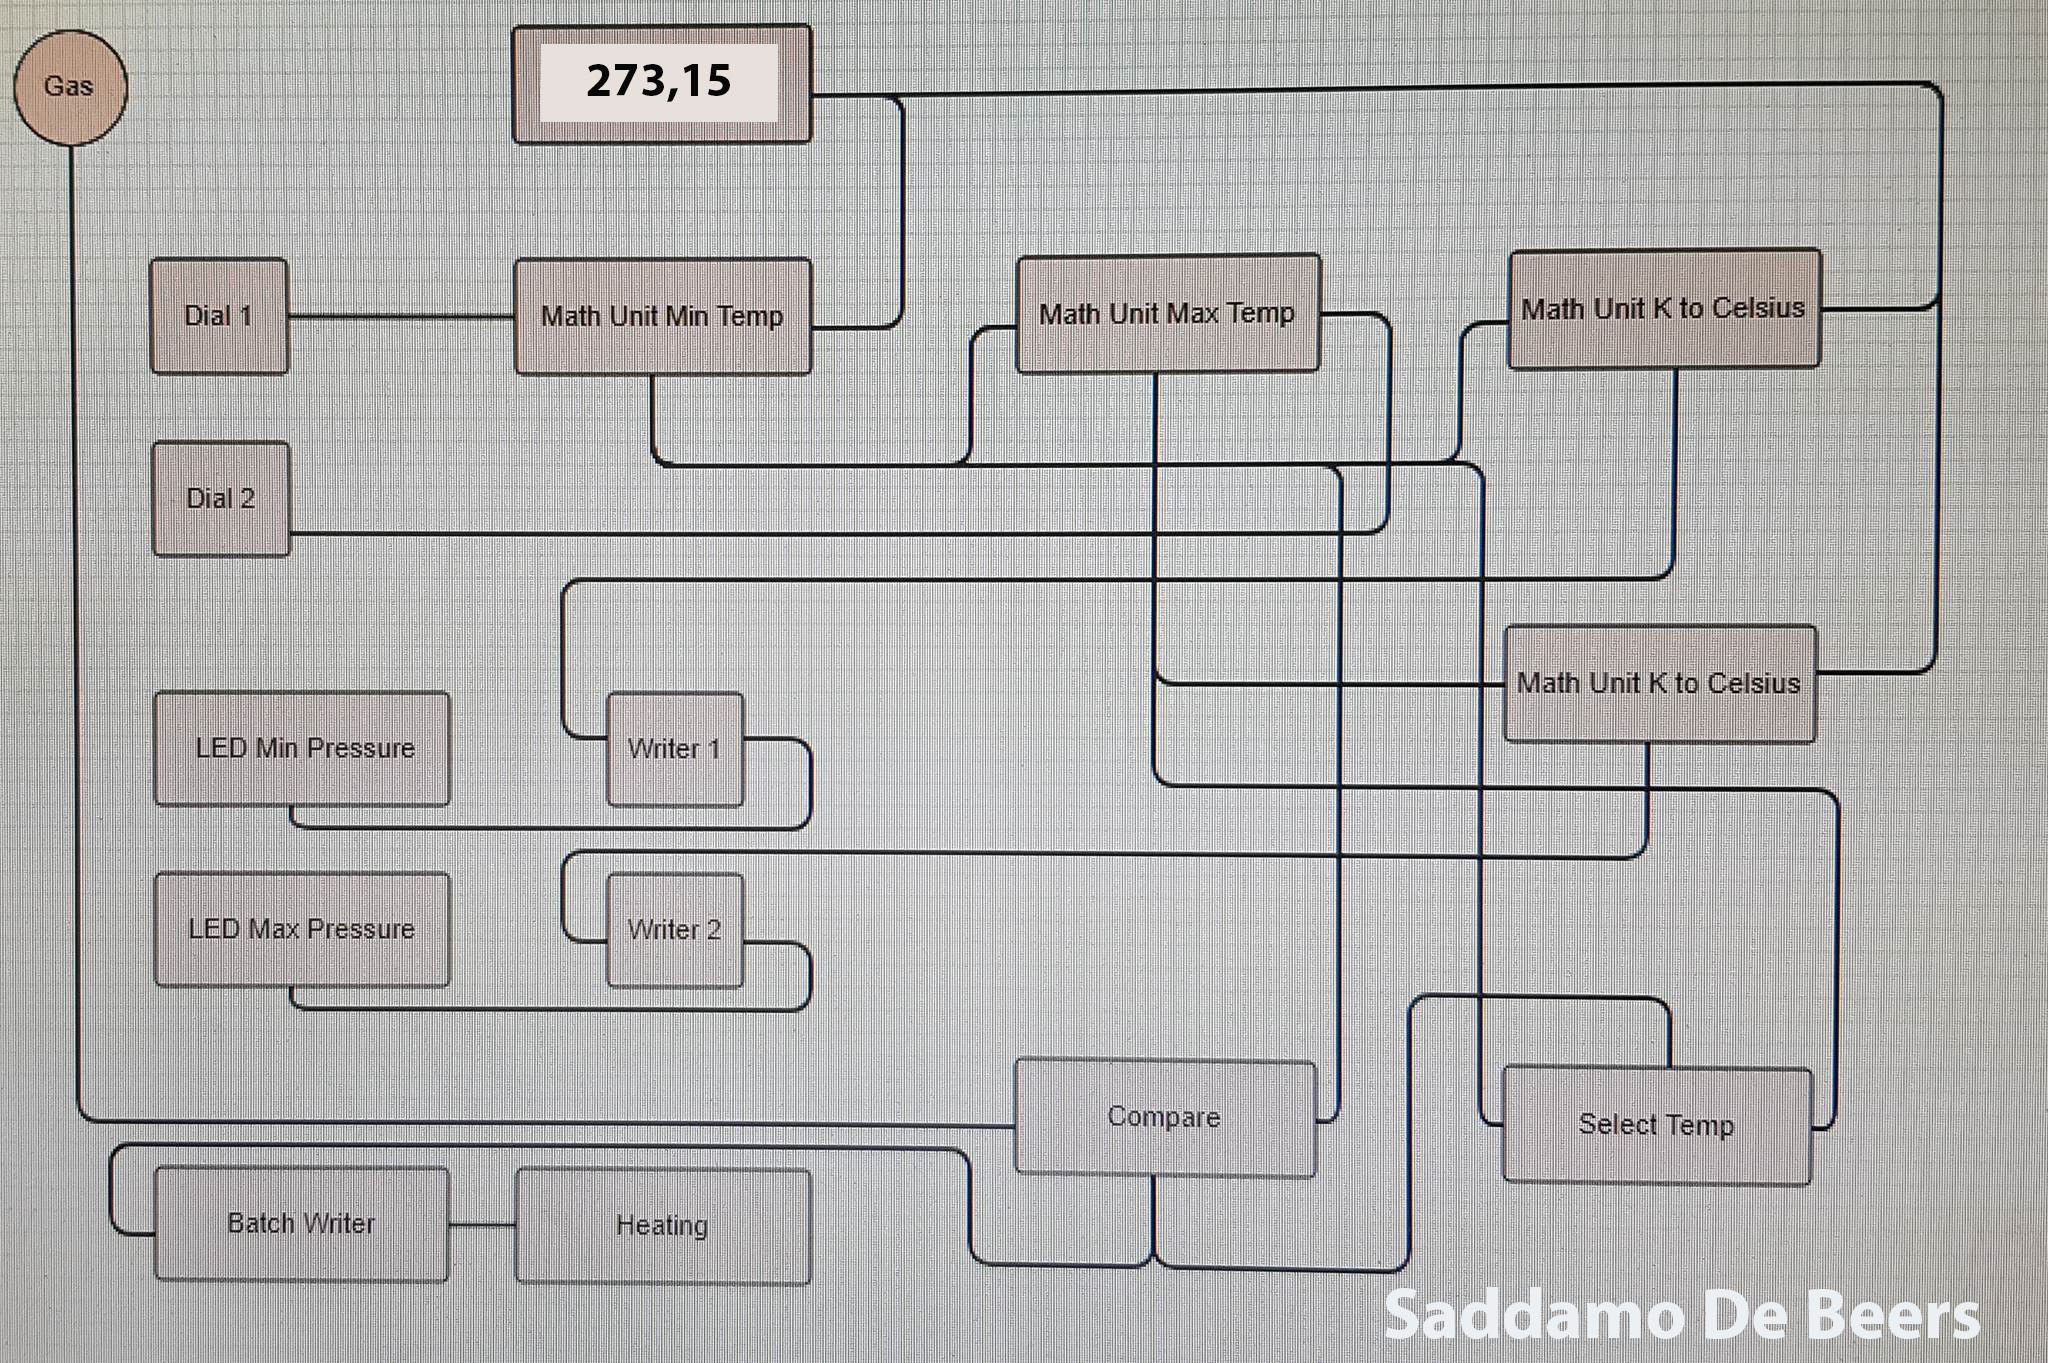 Gas
273,15
Dial 1
Math Unit Min Temp
Math Unit Max Temp
Math Unit K to Celsius
Dial 2
Math Unit K to Celsius
LED Min Pressure
Writer 1
LED Max Pressure
Writer 2
Compare
Select Temp
Batch Writer
Heating
Saddamo De Beers